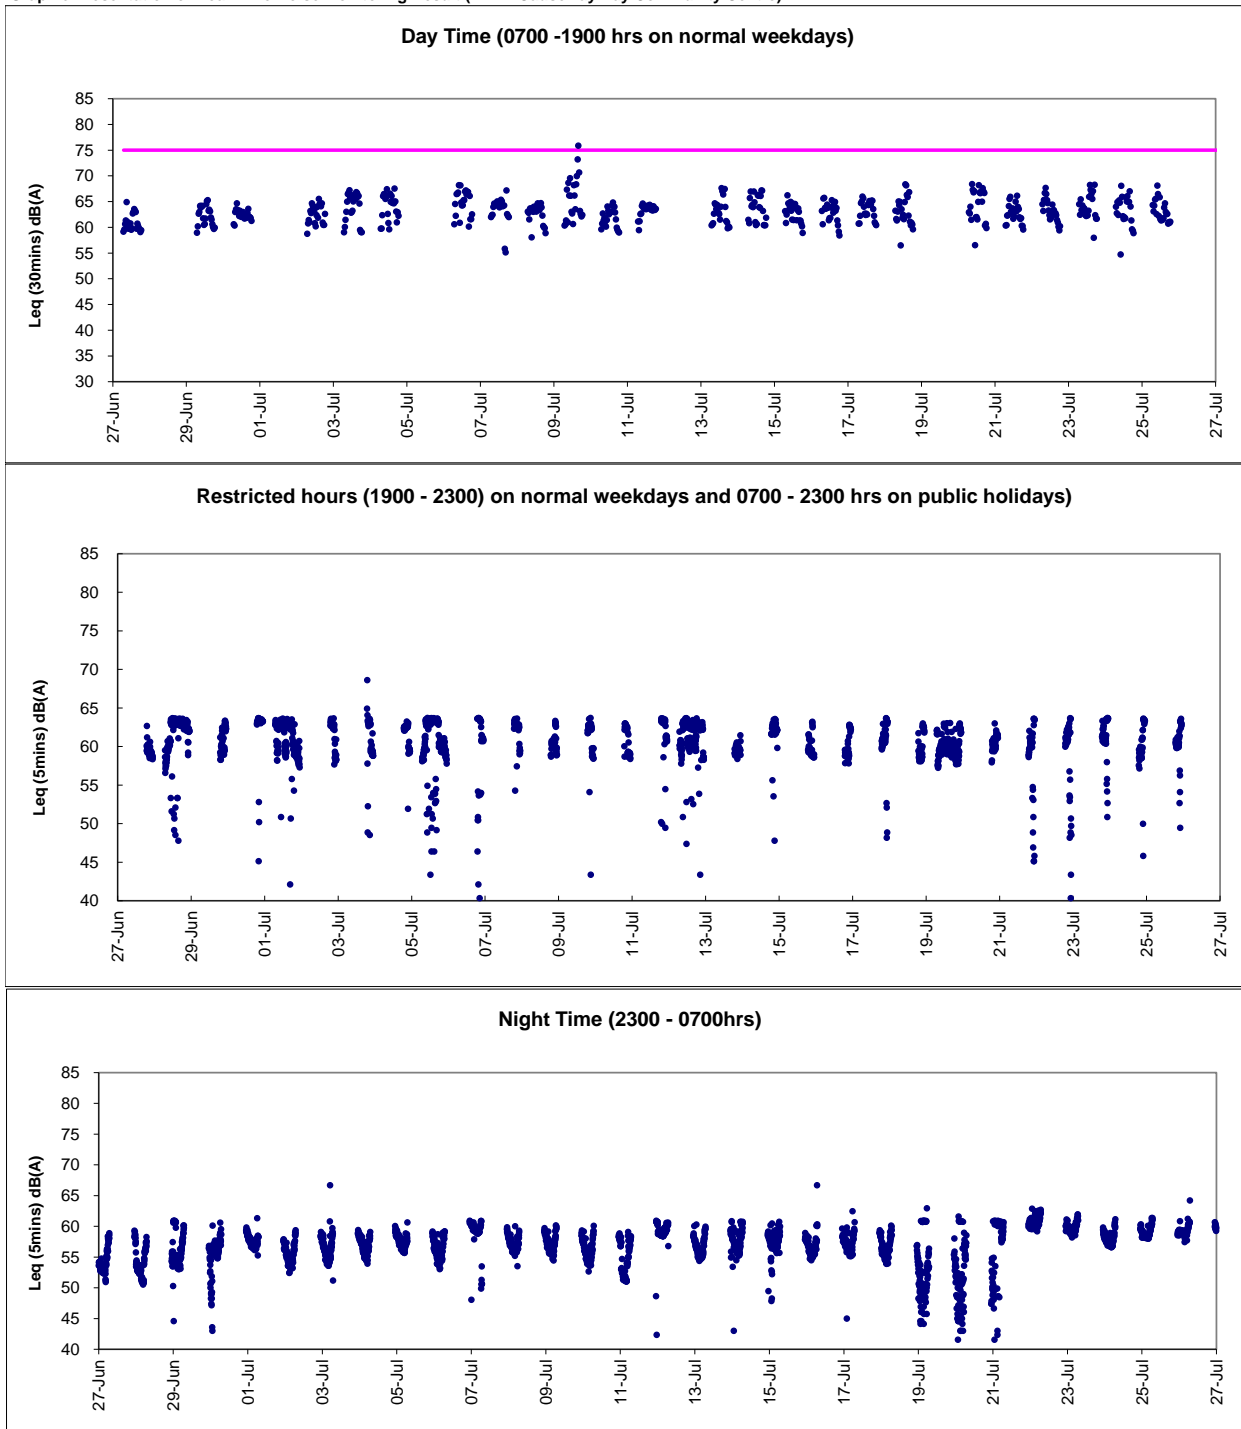 Day Time (0700 -1900 hrs on normal weekdays)
Leq (30mins) dB(A)
85
80
75
70
65
60
55
50
45
40
35
30
27-Jun
29-Jun
01-Jul
03-Jul
05-Jul
07-Jul
09-Jul
11-Jul
13-Jul
15-Jul
17-Jul
19-Jul
21-Jul
23-Jul
25-Jul
27-Jul
Restricted hours (1900 - 2300) on normal weekdays and 0700 - 2300 hrs on public holidays)
Leq (5mins) dB(A)
85
80
75
70
65
60
55
50
45
40
27-Jun
29-Jun
01-Jul
03-Jul
05-Jul
07-Jul
09-Jul
11-Jul
13-Jul
15-Jul
17-Jul
19-Jul
21-Jul
23-Jul
25-Jul
27-Jul
Night Time (2300 - 0700hrs)
Leq (5mins) dB(A)
85
80
75
70
65
60
55
50
45
40
27-Jun
29-Jun
01-Jul
03-Jul
05-Jul
07-Jul
09-Jul
11-Jul
13-Jul
15-Jul
17-Jul
19-Jul
21-Jul
23-Jul
25-Jul
27-Jul